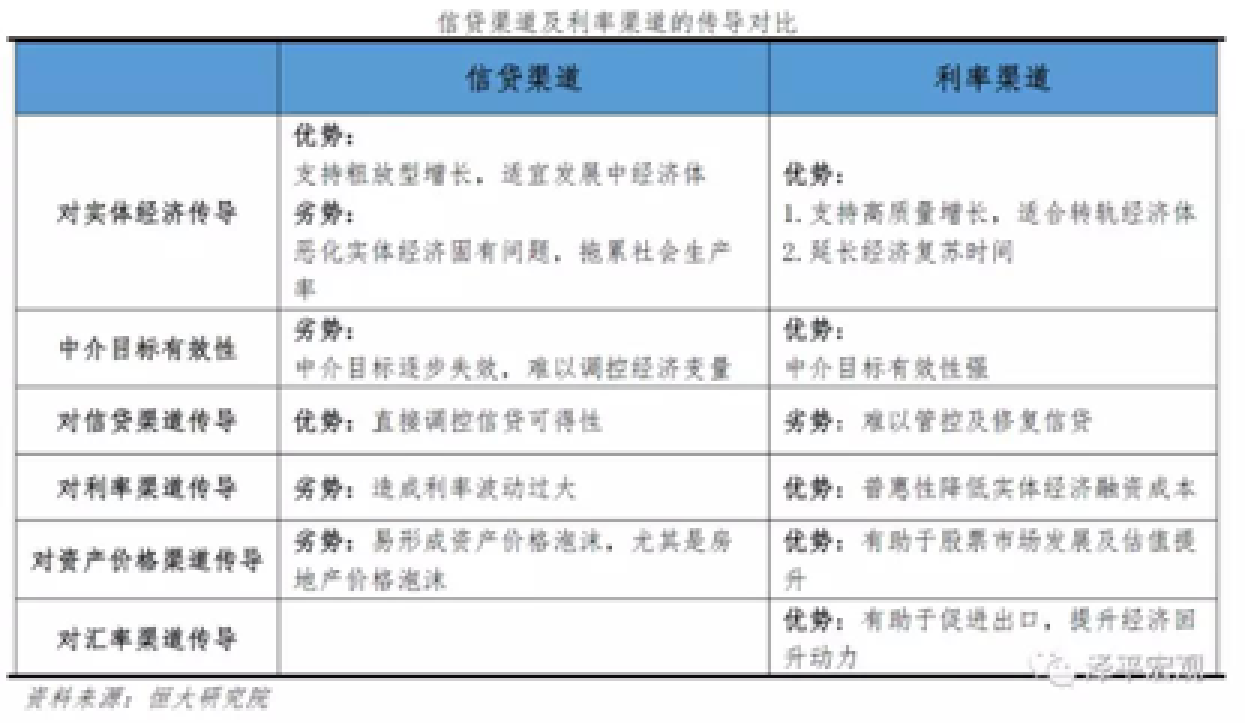 信贷渠道及利率渠道的传导对比
信贷渠道
利率渠道
对实体经济传导
优势：
支持粗放型增长，适宜发展中经济体
劣势：
恶化实体经济固有问题，拖累社会生产
率
优势：
1.支持高质量增长，适合转轨经济体
2.延长经济复苏时间
中介目标有效性
劣势：
中介目标逐步失效，难以调控经济变量
优势：
中介目标有效性强
对信贷渠道传导
优势：直接调控信贷可得性
劣势：难以管控及修复信贷
对利率渠道传导
劣势：造成利率波动过大
优势：普惠性降低实体经济融资成本
对资产价格渠道传导
劣势：易形成资产价格泡沫，尤其是房
地产价格泡沫
优势：有助于股票市场发展及估值提
升
对汇率渠道传导
优势：有助于促进出口，提升经济回
升动力
泽平宏观
资料来源：恒大研究院